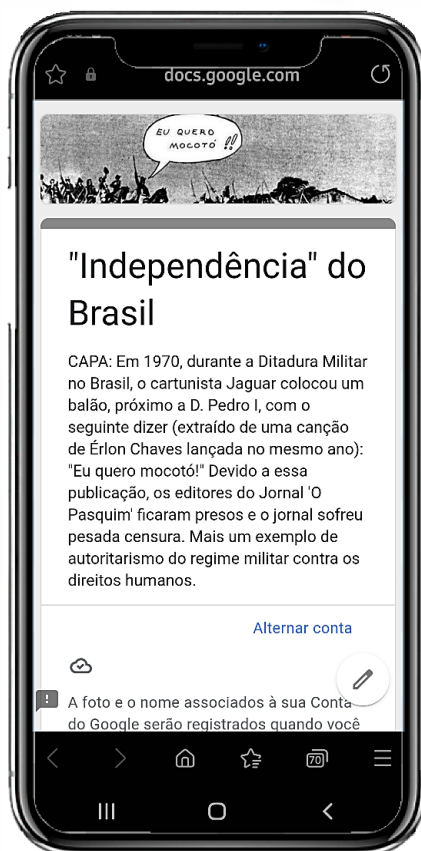 docs.google.com
EU QUERO
MOCOTÓ !!
"Independência" do
Brasil
CAPA: Em 1970, durante a Ditadura Militar
no Brasil, o cartunista Jaguar colocou um
balão, próximo a D. Pedro I, com o
seguinte dizer (extraído de uma canção
de Érlon Chaves lançada no mesmo ano):
"Eu quero mocotó!" Devido a essa
publicação, os editores do Jornal 'O
Pasquim' ficaram presos e o jornal sofreu
pesada censura. Mais um exemplo de
autoritarismo do regime militar contra os
direitos humanos.
Alternar conta
A foto e o nome associados à sua Conta
do Google serão registrados quando você
70